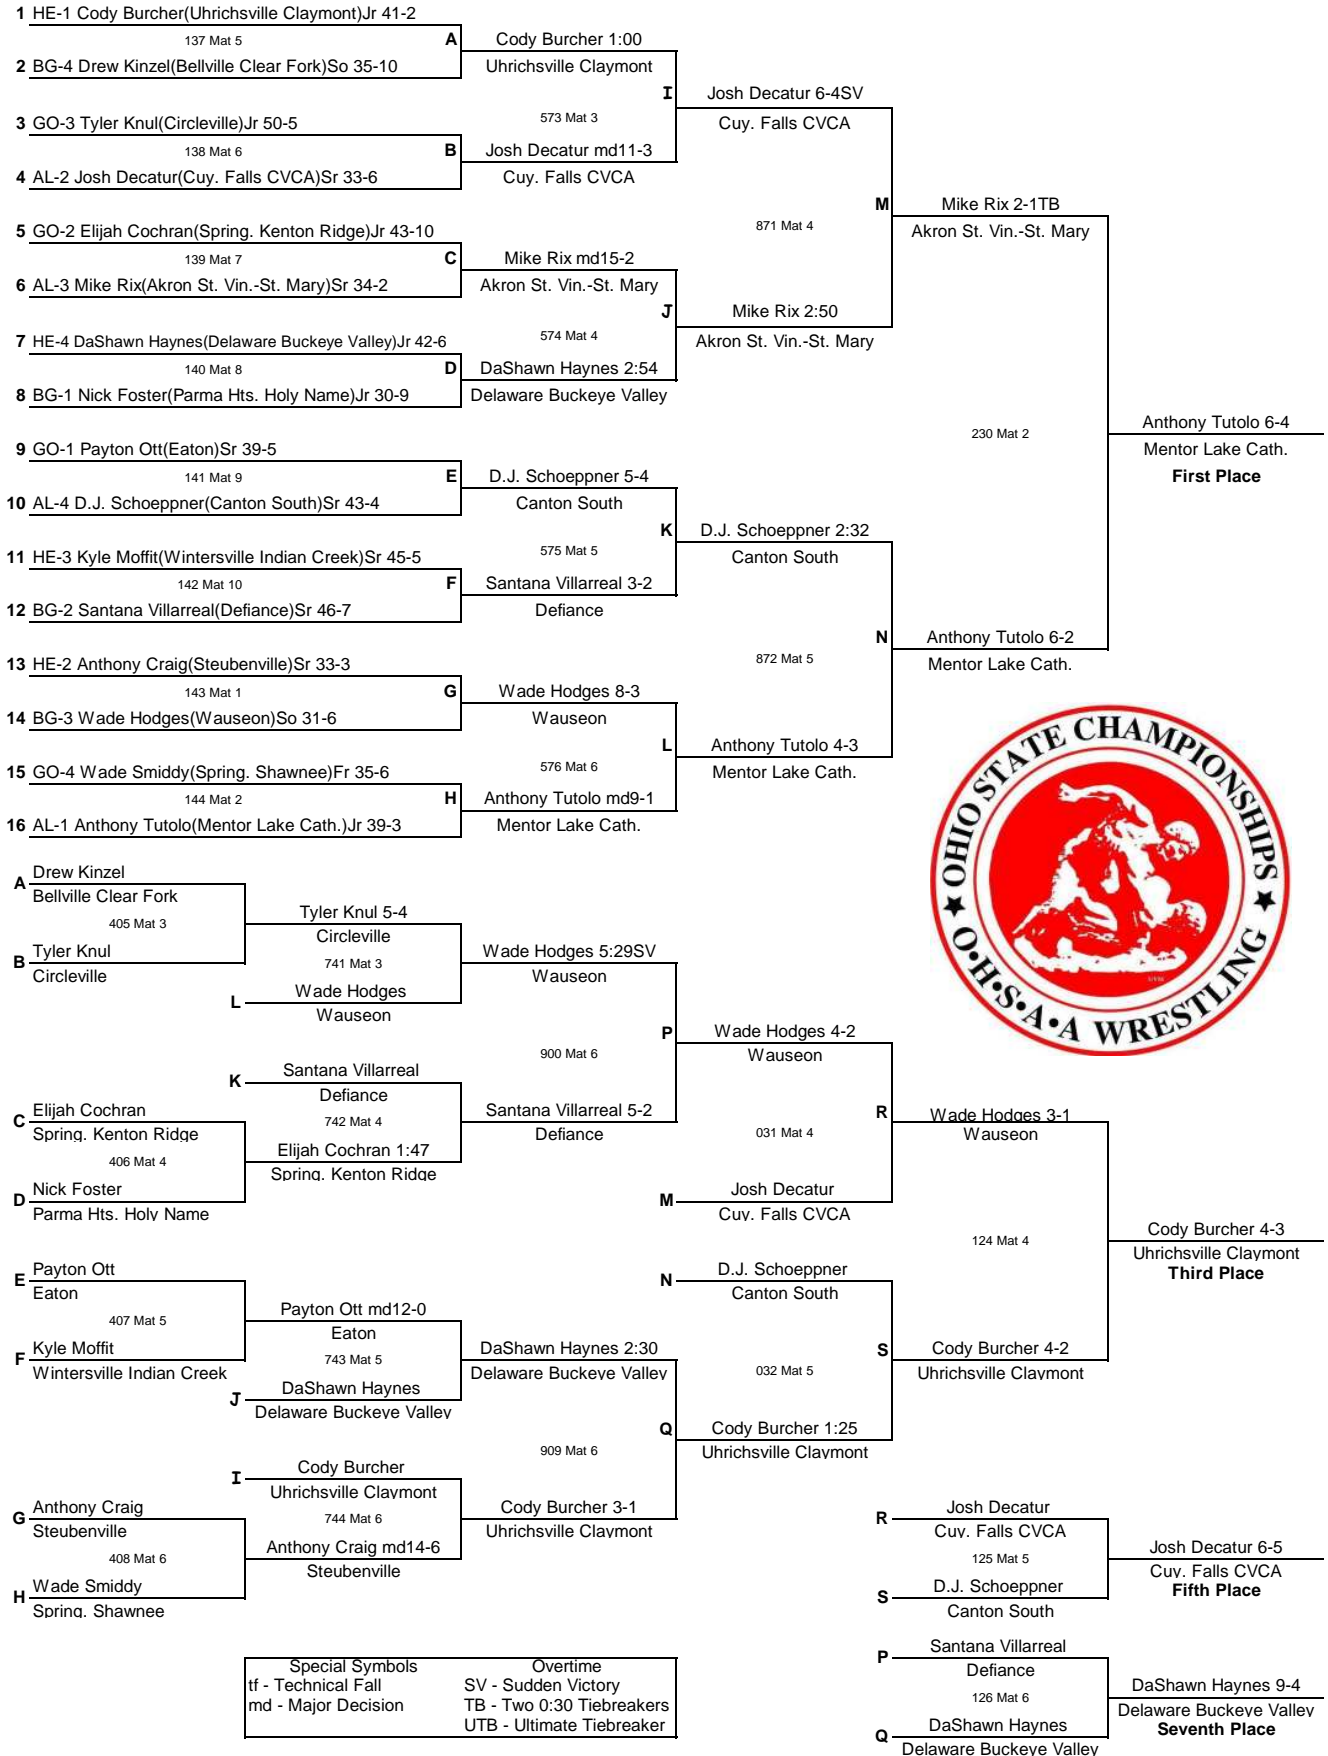 1 HE-1 Cody Burcher(Uhrichsville Claymont)Jr 41-2
137 Mat 5
A
2 BG-4 Drew Kinzel(Bellville Clear Fork)So 35-10
Cody Burcher 1:00
Uhrichsville Claymont
I
573 Mat 3
Josh Decatur 6-4SV
Cuy. Falls CVCA
3 GO-3 Tyler Knul(Circleville)Jr 50-5
138 Mat 6
B
4 AL-2 Josh Decatur(Cuy. Falls CVCA)Sr 33-6
Josh Decatur md11-3
Cuy. Falls CVCA
M
871 Mat 4
Mike Rix 2-1TB
Akron St. Vin.-St. Mary
5 GO-2 Elijah Cochran(Spring. Kenton Ridge)Jr 43-10
139 Mat 7
C
6 AL-3 Mike Rix(Akron St. Vin.-St. Mary)Sr 34-2
Mike Rix md15-2
Akron St. Vin.-St. Mary
J
574 Mat 4
Mike Rix 2:50
Akron St. Vin.-St. Mary
7 HE-4 DaShawn Haynes(Delaware Buckeye Valley)Jr 42-6
140 Mat 8
D
8 BG-1 Nick Foster(Parma Hts. Holy Name)Jr 30-9
DaShawn Haynes 2:54
Delaware Buckeye Valley
230 Mat 2
Anthony Tutolo 6-4
Mentor Lake Cath.
First Place
9 GO-1 Payton Ott(Eaton)Sr 39-5
141 Mat 9
E
10 AL-4 D.J. Schoeppner(Canton South)Sr 43-4
D.J. Schoeppner 5-4
Canton South
K
575 Mat 5
D.J. Schoeppner 2:32
Canton South
11 HE-3 Kyle Moffit(Wintersville Indian Creek)Sr 45-5
142 Mat 10
F
12 BG-2 Santana Villarreal(Defiance)Sr 46-7
Santana Villarreal 3-2
Defiance
N
872 Mat 5
Anthony Tutolo 6-2
Mentor Lake Cath.
13 HE-2 Anthony Craig(Steubenville)Sr 33-3
143 Mat 1
G
14 BG-3 Wade Hodges(Wauseon)So 31-6
Wade Hodges 8-3
Wauseon
L
576 Mat 6
Anthony Tutolo 4-3
Mentor Lake Cath.
15 GO-4 Wade Smiddy(Spring. Shawnee)Fr 35-6
144 Mat 2
H
16 AL-1 Anthony Tutolo(Mentor Lake Cath.)Jr 39-3
Anthony Tutolo md9-1
Mentor Lake Cath.
★ OHIO STATE CHAMPIONSHIPS ★
O•H•S•A•A WRESTLING
A Drew Kinzel
Bellville Clear Fork
405 Mat 3
B Tyler Knul
Circleville
Tyler Knul 5-4
Circleville
741 Mat 3
L Wade Hodges
Wauseon
Wade Hodges 5:29SV
Wauseon
P
900 Mat 6
Wade Hodges 4-2
Wauseon
K Santana Villarreal
Defiance
742 Mat 4
C Elijah Cochran
Spring. Kenton Ridge
406 Mat 4
D Nick Foster
Parma Hts. Holy Name
Elijah Cochran 1:47
Spring. Kenton Ridge
Santana Villarreal 5-2
Defiance
R
031 Mat 4
M Josh Decatur
Cuy. Falls CVCA
Wade Hodges 3-1
Wauseon
124 Mat 4
Cody Burcher 4-3
Uhrichsville Claymont
Third Place
E Payton Ott
Eaton
407 Mat 5
F Kyle Moffit
Wintersville Indian Creek
Payton Ott md12-0
Eaton
743 Mat 5
J DaShawn Haynes
Delaware Buckeye Valley
DaShawn Haynes 2:30
Delaware Buckeye Valley
N D.J. Schoeppner
Canton South
S
032 Mat 5
Cody Burcher 4-2
Uhrichsville Claymont
Q
909 Mat 6
Cody Burcher 1:25
Uhrichsville Claymont
I Cody Burcher
Uhrichsville Claymont
744 Mat 6
G Anthony Craig
Steubenville
408 Mat 6
H Wade Smiddy
Spring. Shawnee
Anthony Craig md14-6
Steubenville
Cody Burcher 3-1
Uhrichsville Claymont
R Josh Decatur
Cuy. Falls CVCA
125 Mat 5
S D.J. Schoeppner
Canton South
Josh Decatur 6-5
Cuy. Falls CVCA
Fifth Place
P Santana Villarreal
Defiance
126 Mat 6
Q DaShawn Haynes
Delaware Buckeye Valley
DaShawn Haynes 9-4
Delaware Buckeye Valley
Seventh Place
Special Symbols
tf - Technical Fall
md - Major Decision
Overtime
SV - Sudden Victory
TB - Two 0:30 Tiebreakers
UTB - Ultimate Tiebreaker